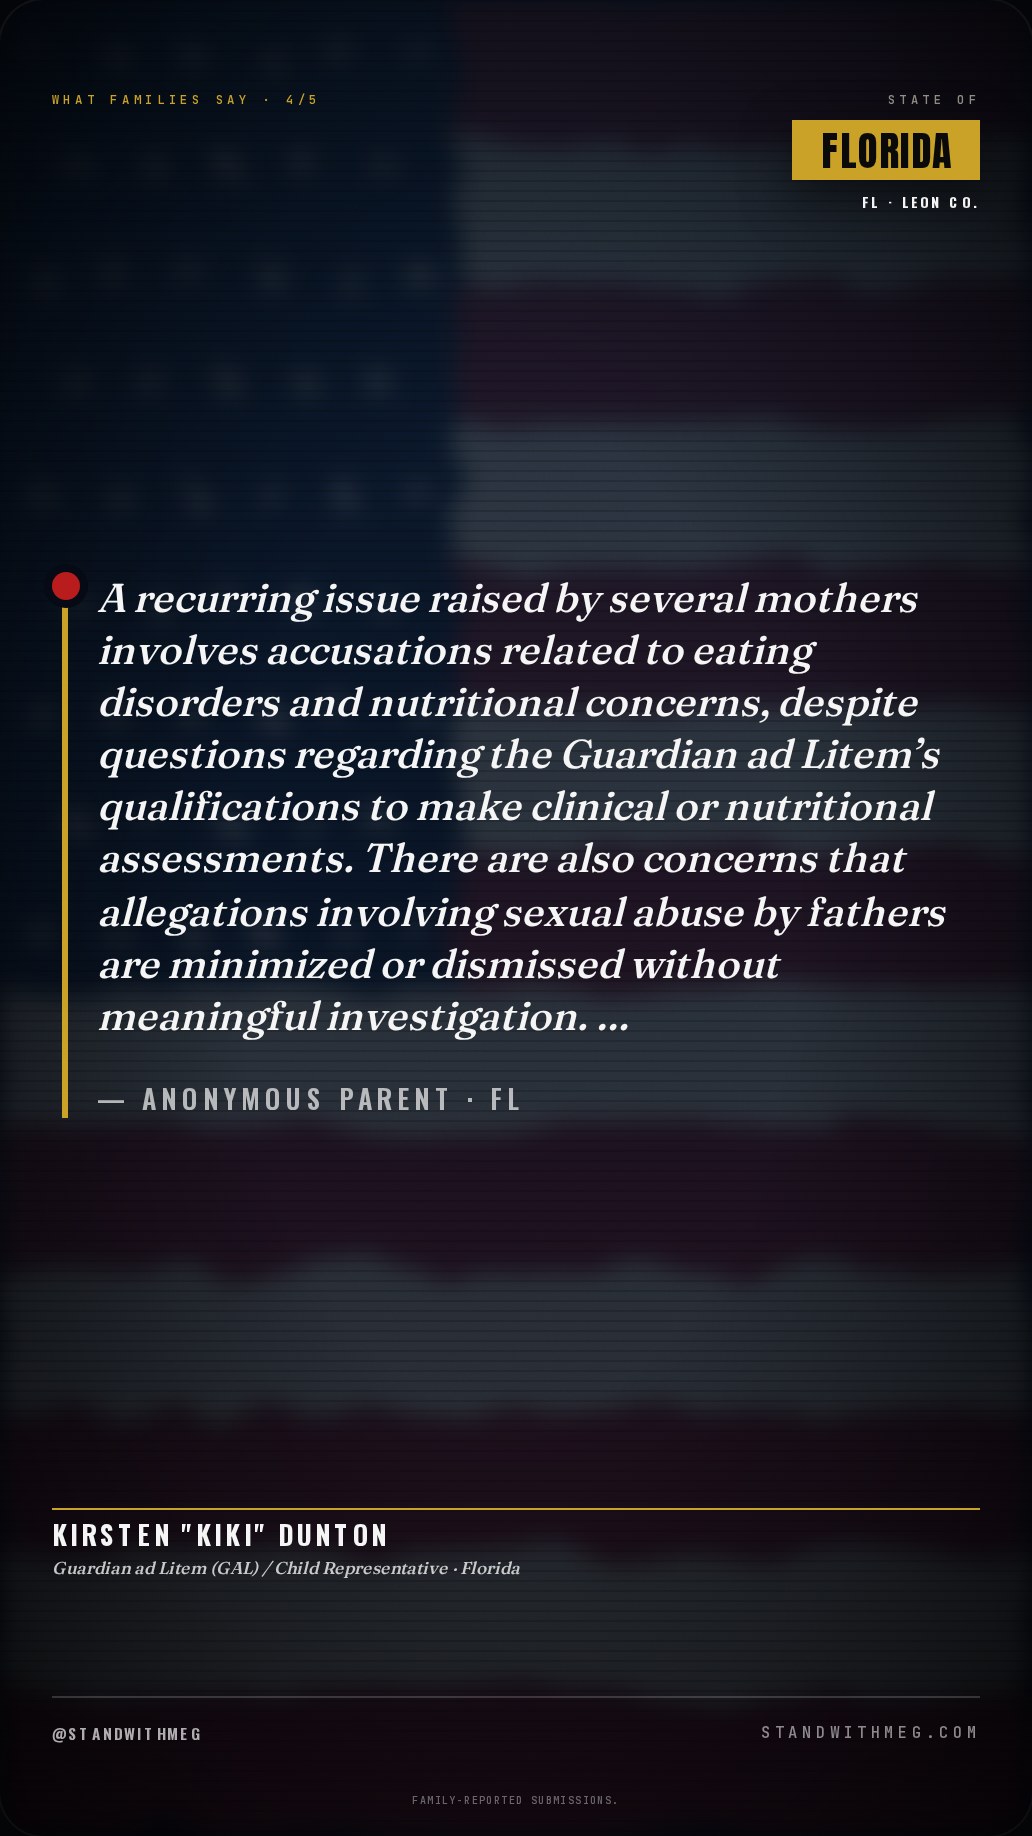 WHAT FAMILIES SAY · 4/5
STATE OF
FLORIDA
FL · LEON CO.
A recurring issue raised by several mothers
involves accusations related to eating
disorders and nutritional concerns, despite
questions regarding the Guardian ad Litem’s
qualifications to make clinical or nutritional
assessments. There are also concerns that
allegations involving sexual abuse by fathers
are minimized or dismissed without
meaningful investigation. ...
— ANONYMOUS PARENT · FL
KIRSTEN "KIKI" DUNTON
Guardian ad Litem (GAL) / Child Representative · Florida
@STANDWITHMEG
STANDWITHMEG.COM
FAMILY-REPORTED SUBMISSIONS.